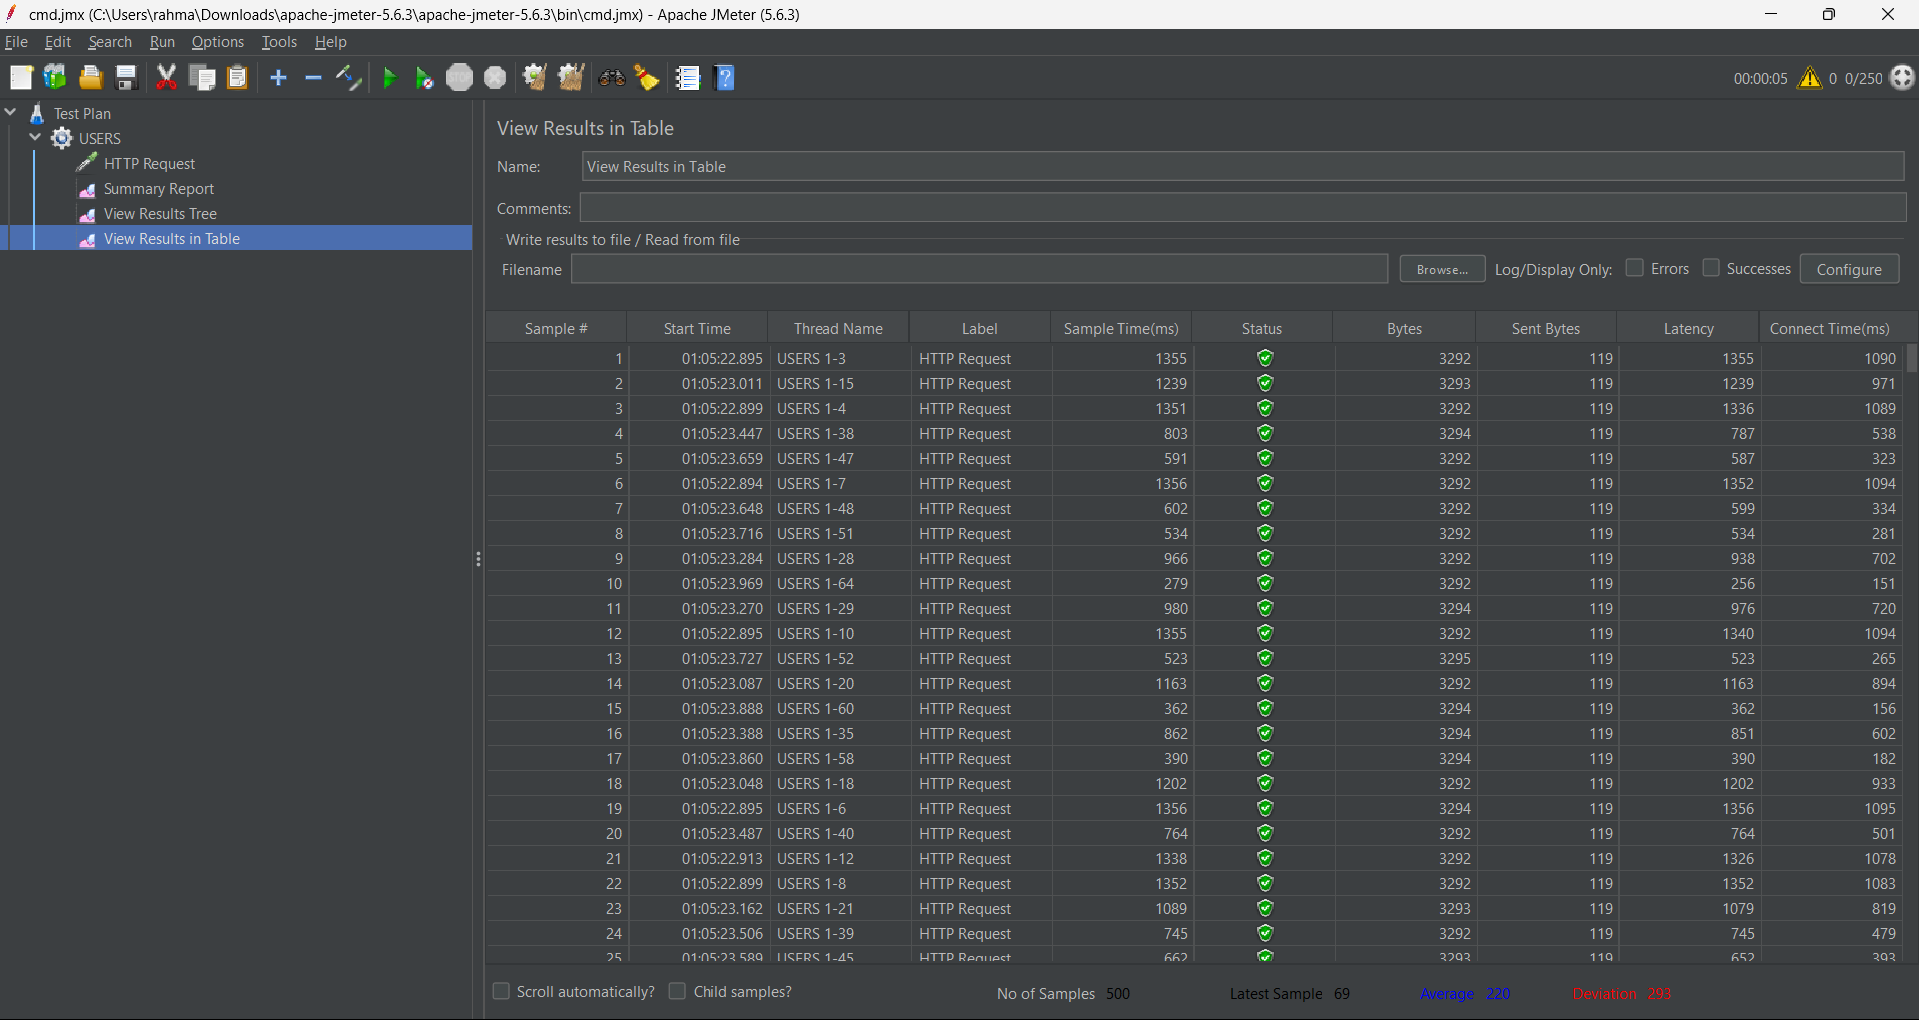 cmd.jmx (C:\Users\rahma\Downloads\apache-jmeter-5.6.3\apache-jmeter-5.6.3\bin\cmd.jmx) - Apache JMeter (5.6.3)
File Edit Search Run Options Tools Help
STOP 00:00:05 0 0/250
Test Plan
USERS
HTTP Request
Summary Report
View Results Tree
View Results in Table
View Results in Table
Name: View Results in Table
Comments:
Write results to file / Read from file
Filename Browse... Log/Display Only: Errors Successes Configure
Sample # Start Time Thread Name Label Sample Time(ms) Status Bytes Sent Bytes Latency Connect Time(ms)
1 01:05:22.895 USERS 1-3 HTTP Request 1355 3292 119 1355 1090
2 01:05:23.011 USERS 1-15 HTTP Request 1239 3293 119 1239 971
3 01:05:22.899 USERS 1-4 HTTP Request 1351 3292 119 1336 1089
4 01:05:23.447 USERS 1-38 HTTP Request 803 3294 119 787 538
5 01:05:23.659 USERS 1-47 HTTP Request 591 3292 119 587 323
6 01:05:22.894 USERS 1-7 HTTP Request 1356 3292 119 1352 1094
7 01:05:23.648 USERS 1-48 HTTP Request 602 3292 119 599 334
8 01:05:23.716 USERS 1-51 HTTP Request 534 3292 119 534 281
9 01:05:23.284 USERS 1-28 HTTP Request 966 3292 119 938 702
10 01:05:23.969 USERS 1-64 HTTP Request 279 3292 119 256 151
11 01:05:23.270 USERS 1-29 HTTP Request 980 3294 119 976 720
12 01:05:22.895 USERS 1-10 HTTP Request 1355 3292 119 1340 1094
13 01:05:23.727 USERS 1-52 HTTP Request 523 3295 119 523 265
14 01:05:23.087 USERS 1-20 HTTP Request 1163 3292 119 1163 894
15 01:05:23.888 USERS 1-60 HTTP Request 362 3294 119 362 156
16 01:05:23.388 USERS 1-35 HTTP Request 862 3294 119 851 602
17 01:05:23.860 USERS 1-58 HTTP Request 390 3294 119 390 182
18 01:05:23.048 USERS 1-18 HTTP Request 1202 3292 119 1202 933
19 01:05:22.895 USERS 1-6 HTTP Request 1356 3294 119 1356 1095
20 01:05:23.487 USERS 1-40 HTTP Request 764 3292 119 764 501
21 01:05:22.913 USERS 1-12 HTTP Request 1338 3292 119 1326 1078
22 01:05:22.899 USERS 1-8 HTTP Request 1352 3292 119 1352 1083
23 01:05:23.162 USERS 1-21 HTTP Request 1089 3293 119 1079 819
24 01:05:23.506 USERS 1-39 HTTP Request 745 3292 119 745 479
25 01:05:23.589 USERS 1-45 HTTP Request 662 3293 119 652 393
Scroll automatically? Child samples? No of Samples 500 Latest Sample 69 Average 220 Deviation 293